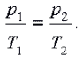 p₁/T₁ = p₂/T₂.